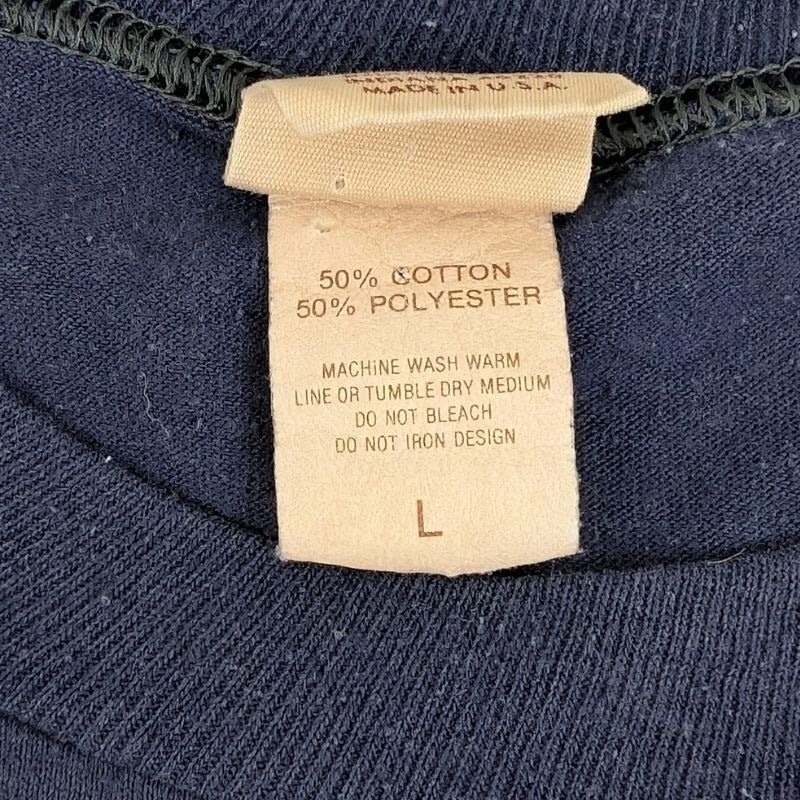 MADE IN U.S.A.
50% COTTON
50% POLYESTER
MACHINE WASH WARM
LINE OR TUMBLE DRY MEDIUM
DO NOT BLEACH
DO NOT IRON DESIGN
L